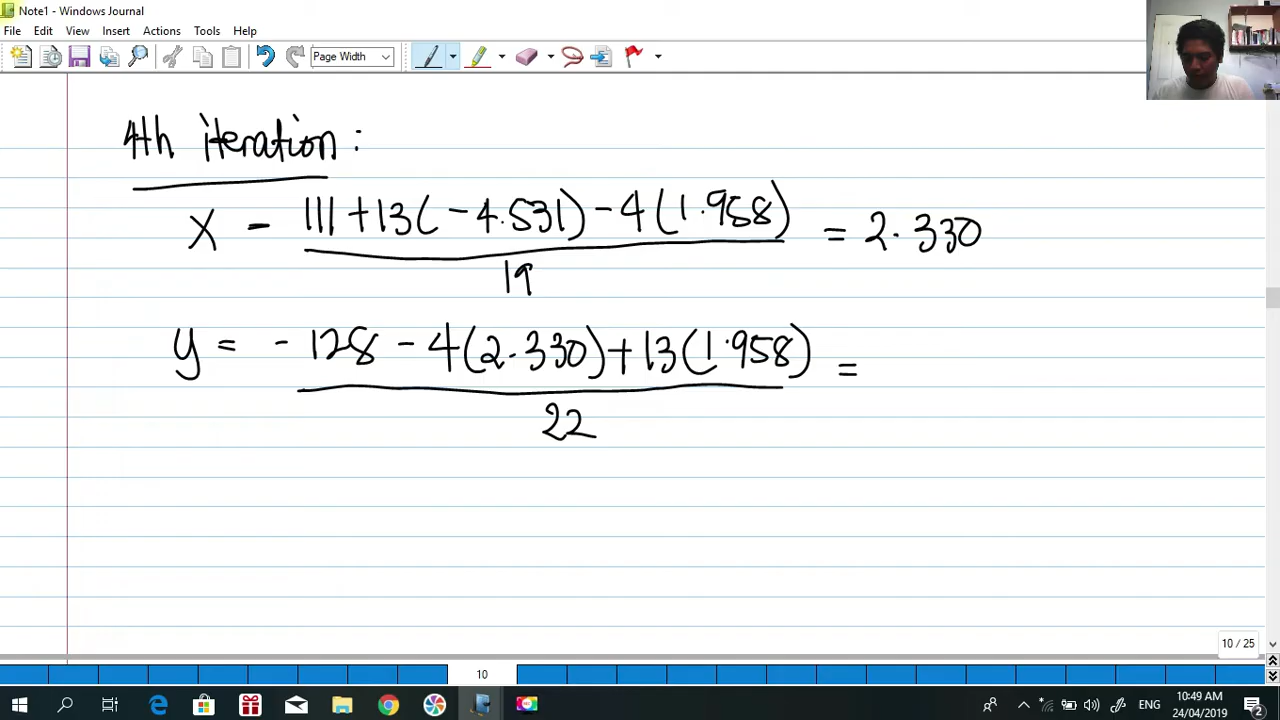 Note1 - Windows Journal
File Edit View Insert Actions Tools Help
Page Width
4th iteration:
X - 111 + 13(-4.531) - 4(1.958) = 2.330
19
y = -128 - 4(2.330) + 13(1.958) =
22
10 / 25
10
10:49 AM
ENG
24/04/2019
2